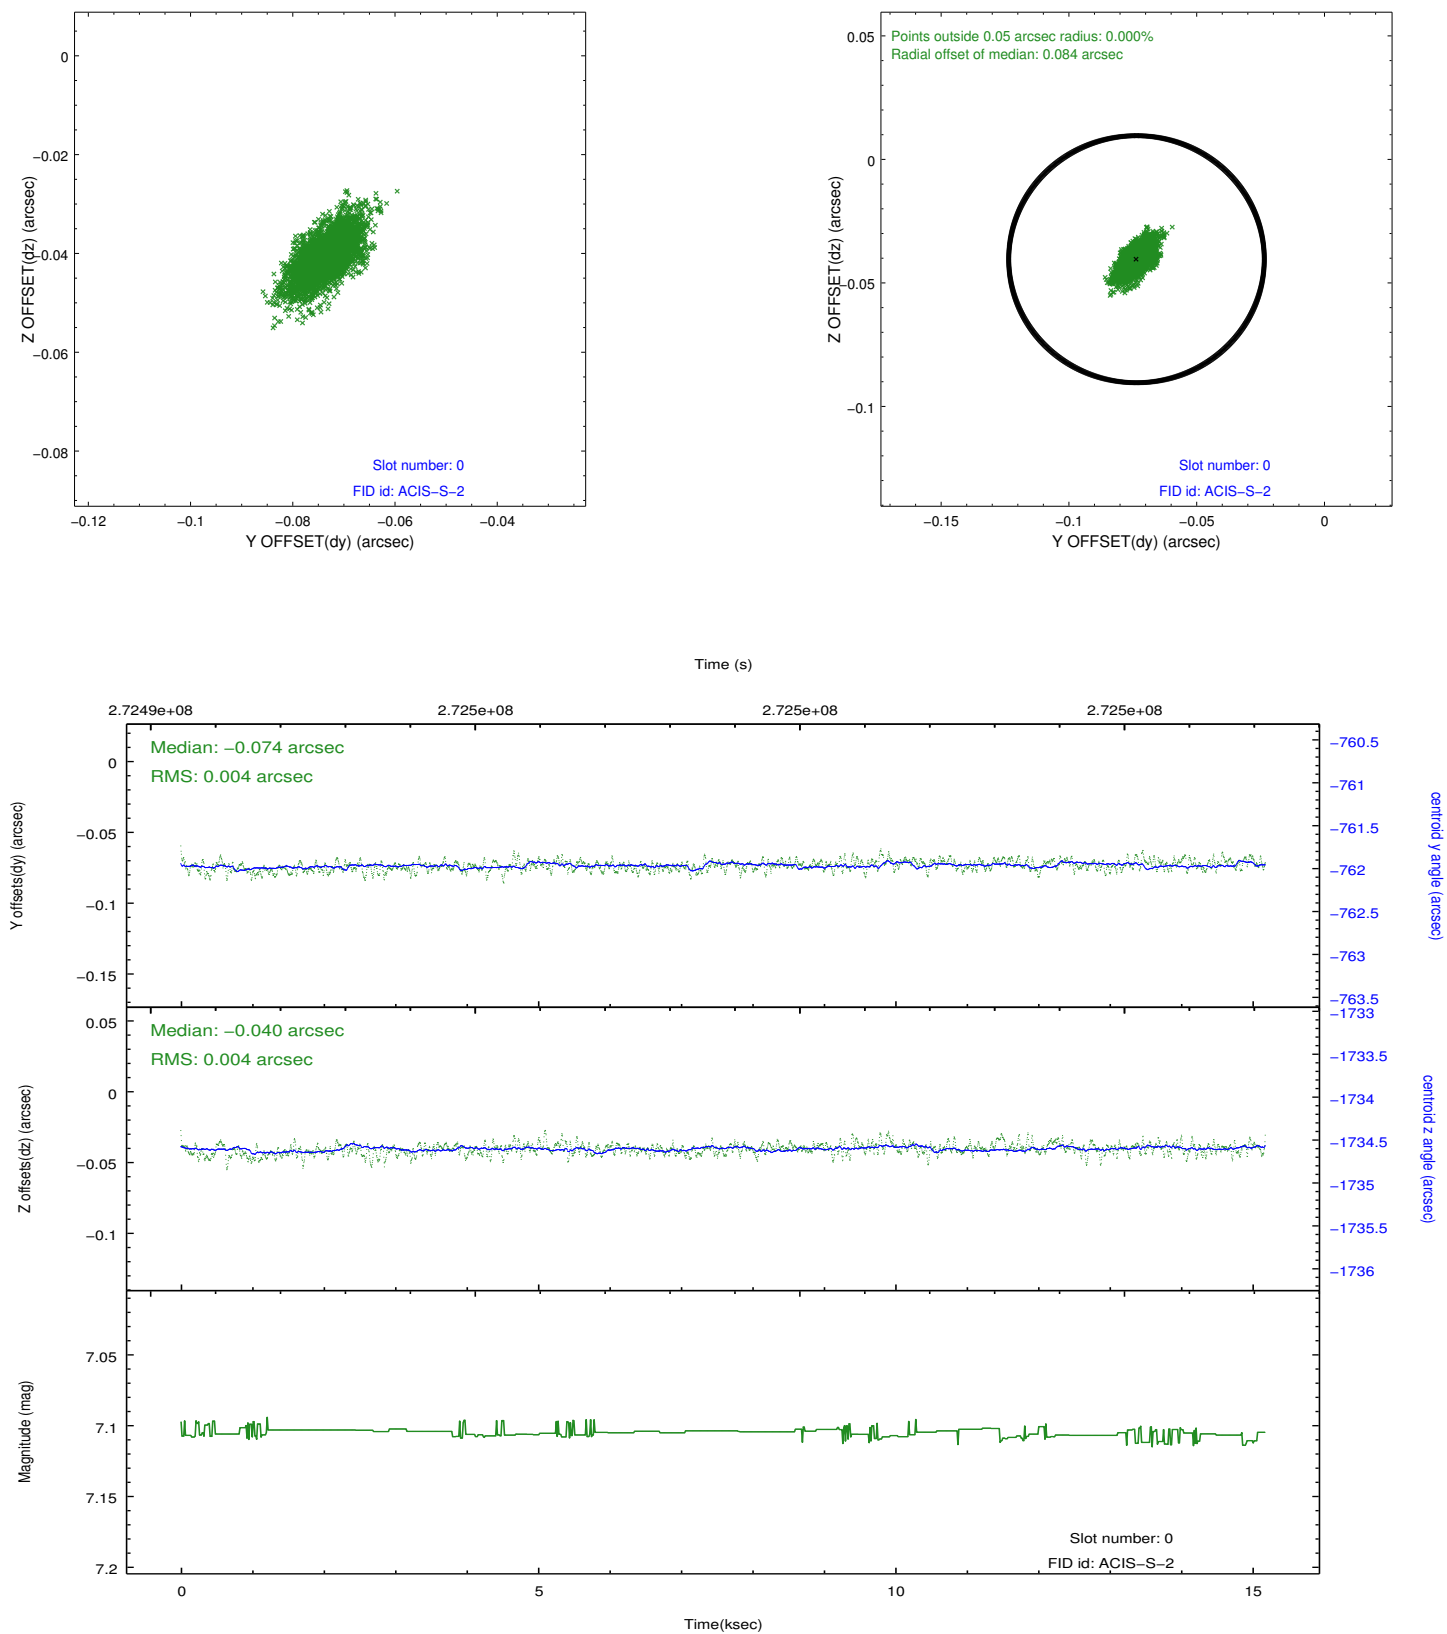 0
−0.02
−0.04
−0.06
−0.08
Z OFFSET(dz) (arcsec)
Slot number: 0
FID id: ACIS−S−2
−0.12
−0.1
−0.08
−0.06
−0.04
Y OFFSET(dy) (arcsec)
Points outside 0.05 arcsec radius: 0.000%
Radial offset of median: 0.084 arcsec
0.05
0
−0.05
−0.1
Z OFFSET(dz) (arcsec)
Slot number: 0
FID id: ACIS−S−2
−0.15
−0.1
−0.05
0
Y OFFSET(dy) (arcsec)
Time (s)
2.7249e+08
2.725e+08
2.725e+08
2.725e+08
Median: −0.074 arcsec
RMS: 0.004 arcsec
0
−0.05
−0.1
−0.15
Y offsets(dy) (arcsec)
−760.5
−761
−761.5
−762
−762.5
−763
−763.5
centroid y angle (arcsec)
Median: −0.040 arcsec
RMS: 0.004 arcsec
0.05
0
−0.05
−0.1
Z offsets(dz) (arcsec)
−1733
−1733.5
−1734
−1734.5
−1735
−1735.5
−1736
centroid z angle (arcsec)
7.05
7.1
7.15
7.2
Magnitude (mag)
Slot number: 0
FID id: ACIS−S−2
0
5
10
15
Time(ksec)